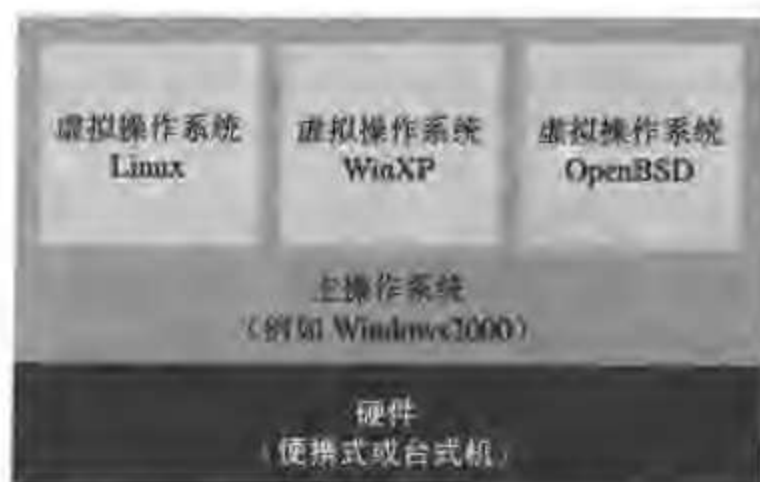 虚拟操作系统
Linux
虚拟操作系统
WinXP
虚拟操作系统
OpenBSD
主操作系统
（例如 Windows2000）
硬件
（便携式或台式机）